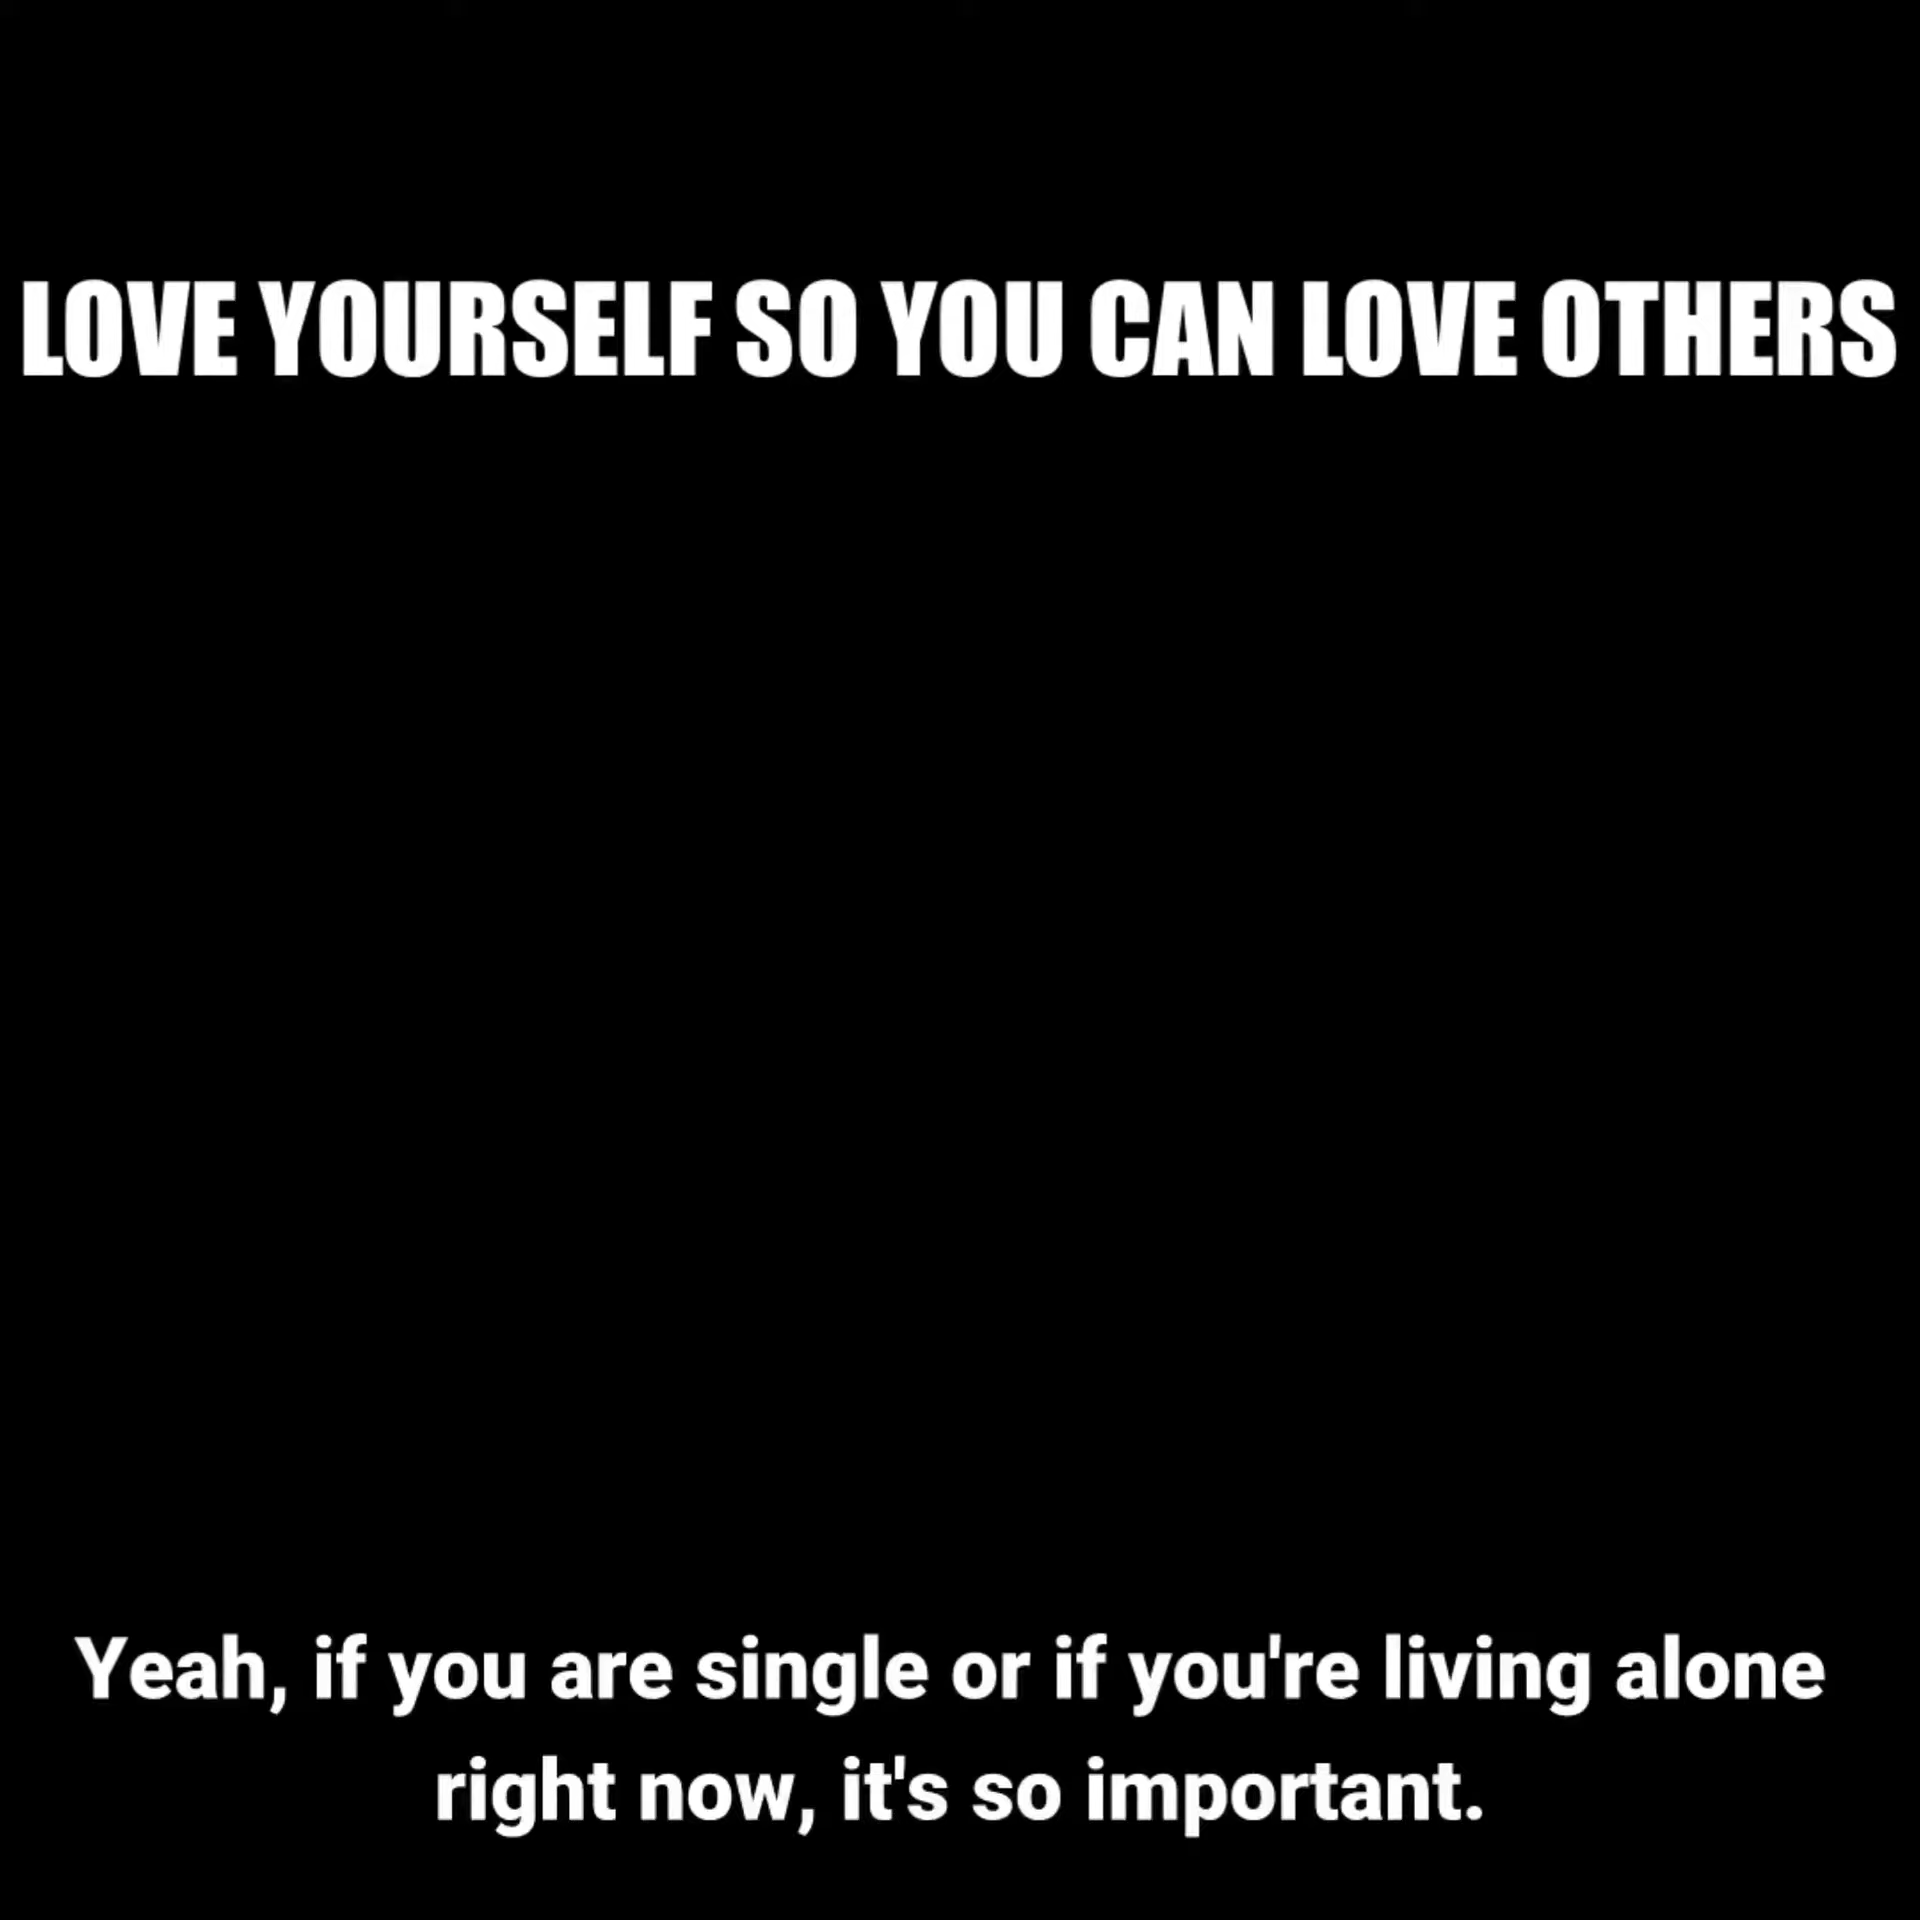 LOVE YOURSELF SO YOU CAN LOVE OTHERS
Yeah, if you are single or if you're living alone
right now, it's so important.